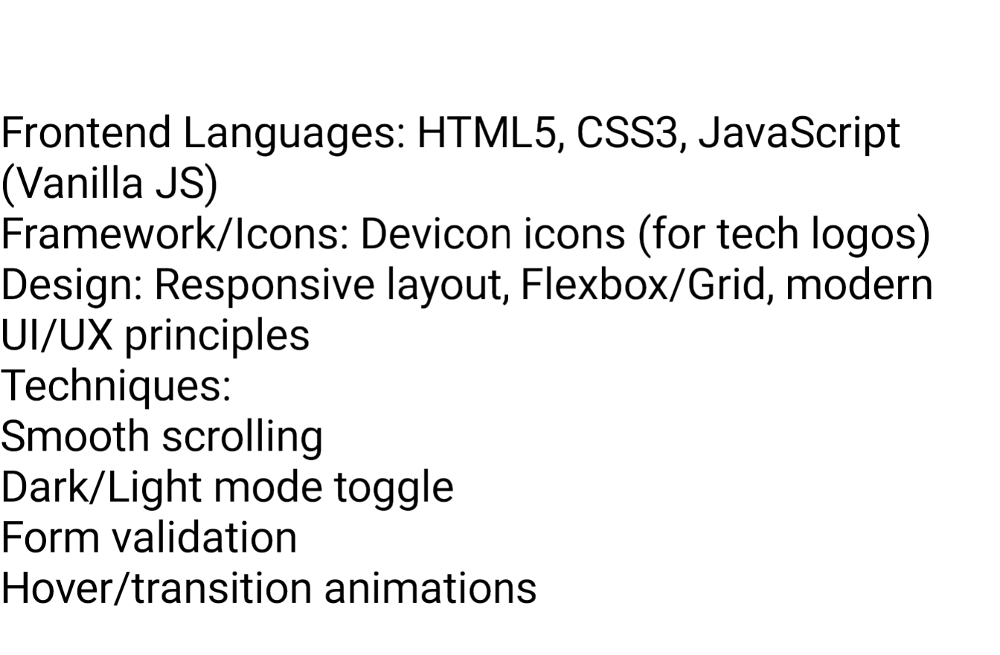 Frontend Languages: HTML5, CSS3, JavaScript
(Vanilla JS)
Framework/Icons: Devicon icons (for tech logos)
Design: Responsive layout, Flexbox/Grid, modern
UI/UX principles
Techniques:
Smooth scrolling
Dark/Light mode toggle
Form validation
Hover/transition animations